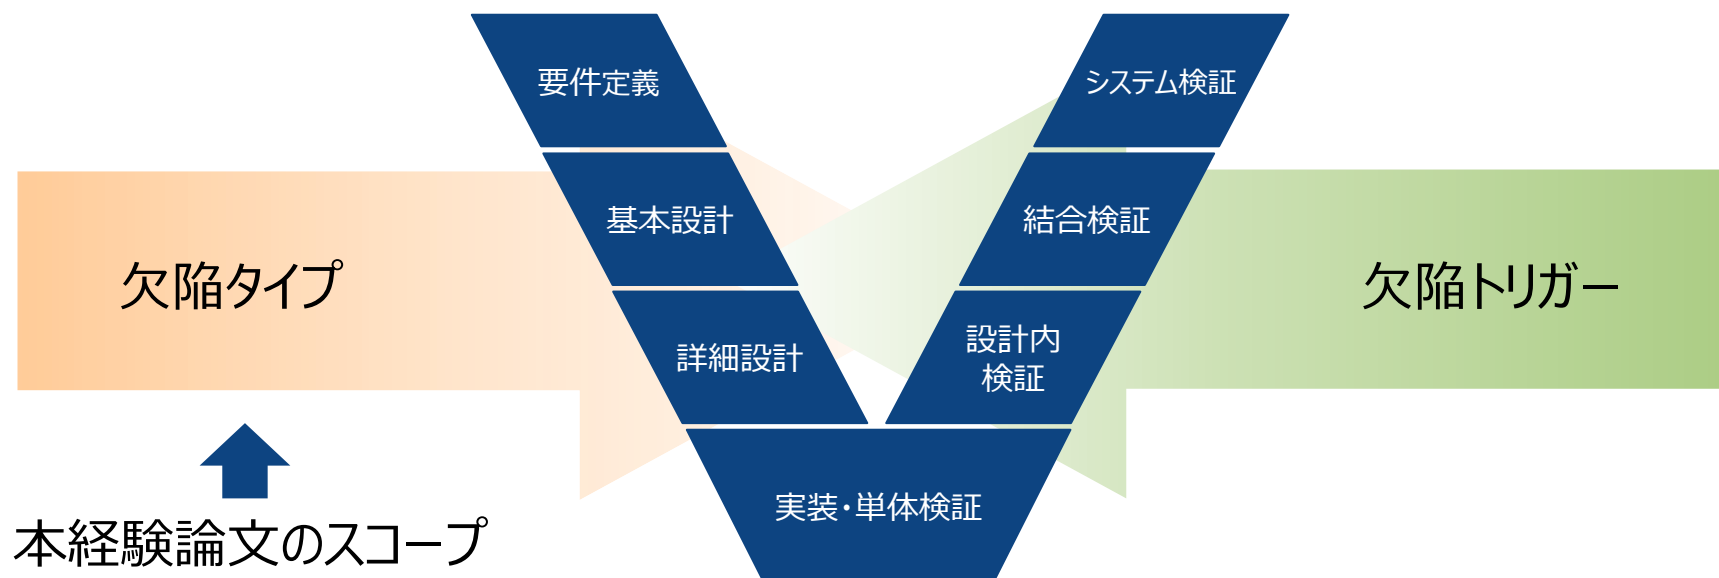 要件定義
システム検証
基本設計
結合検証
欠陥タイプ
欠陥トリガー
詳細設計
設計内
検証
実装・単体検証
本経験論文のスコープ